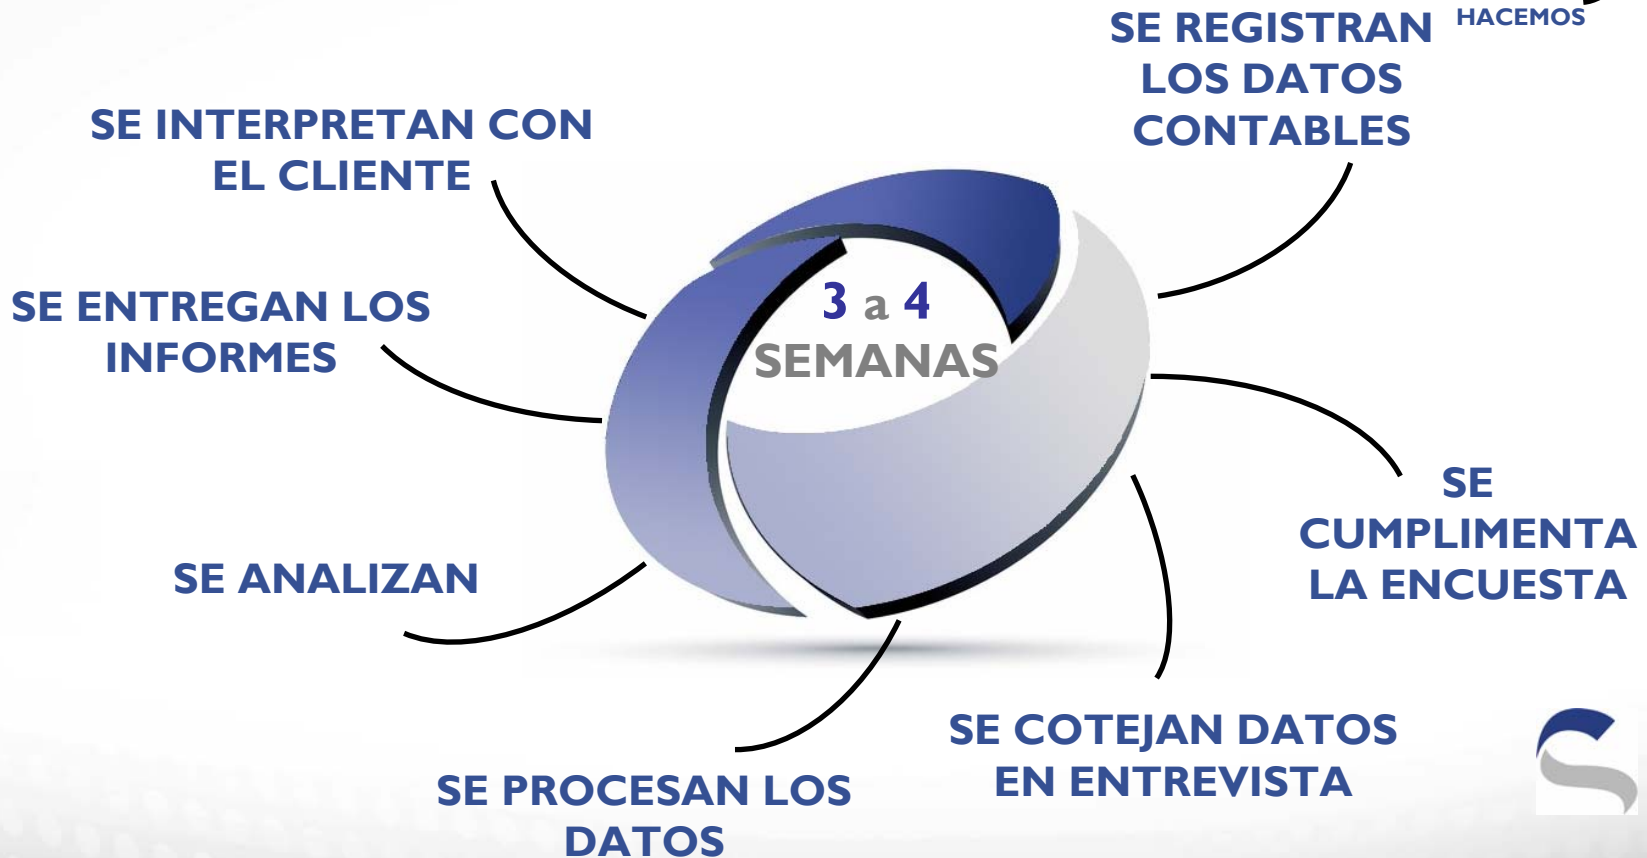 HACEMOS
SE REGISTRAN
LOS DATOS
CONTABLES
SE CUMPLIMENTA
LA ENCUESTA
SE COTEJAN DATOS
EN ENTREVISTA
SE PROCESAN LOS
DATOS
SE ANALIZAN
SE ENTREGAN LOS
INFORMES
SE INTERPRETAN CON
EL CLIENTE
3 a 4
SEMANAS